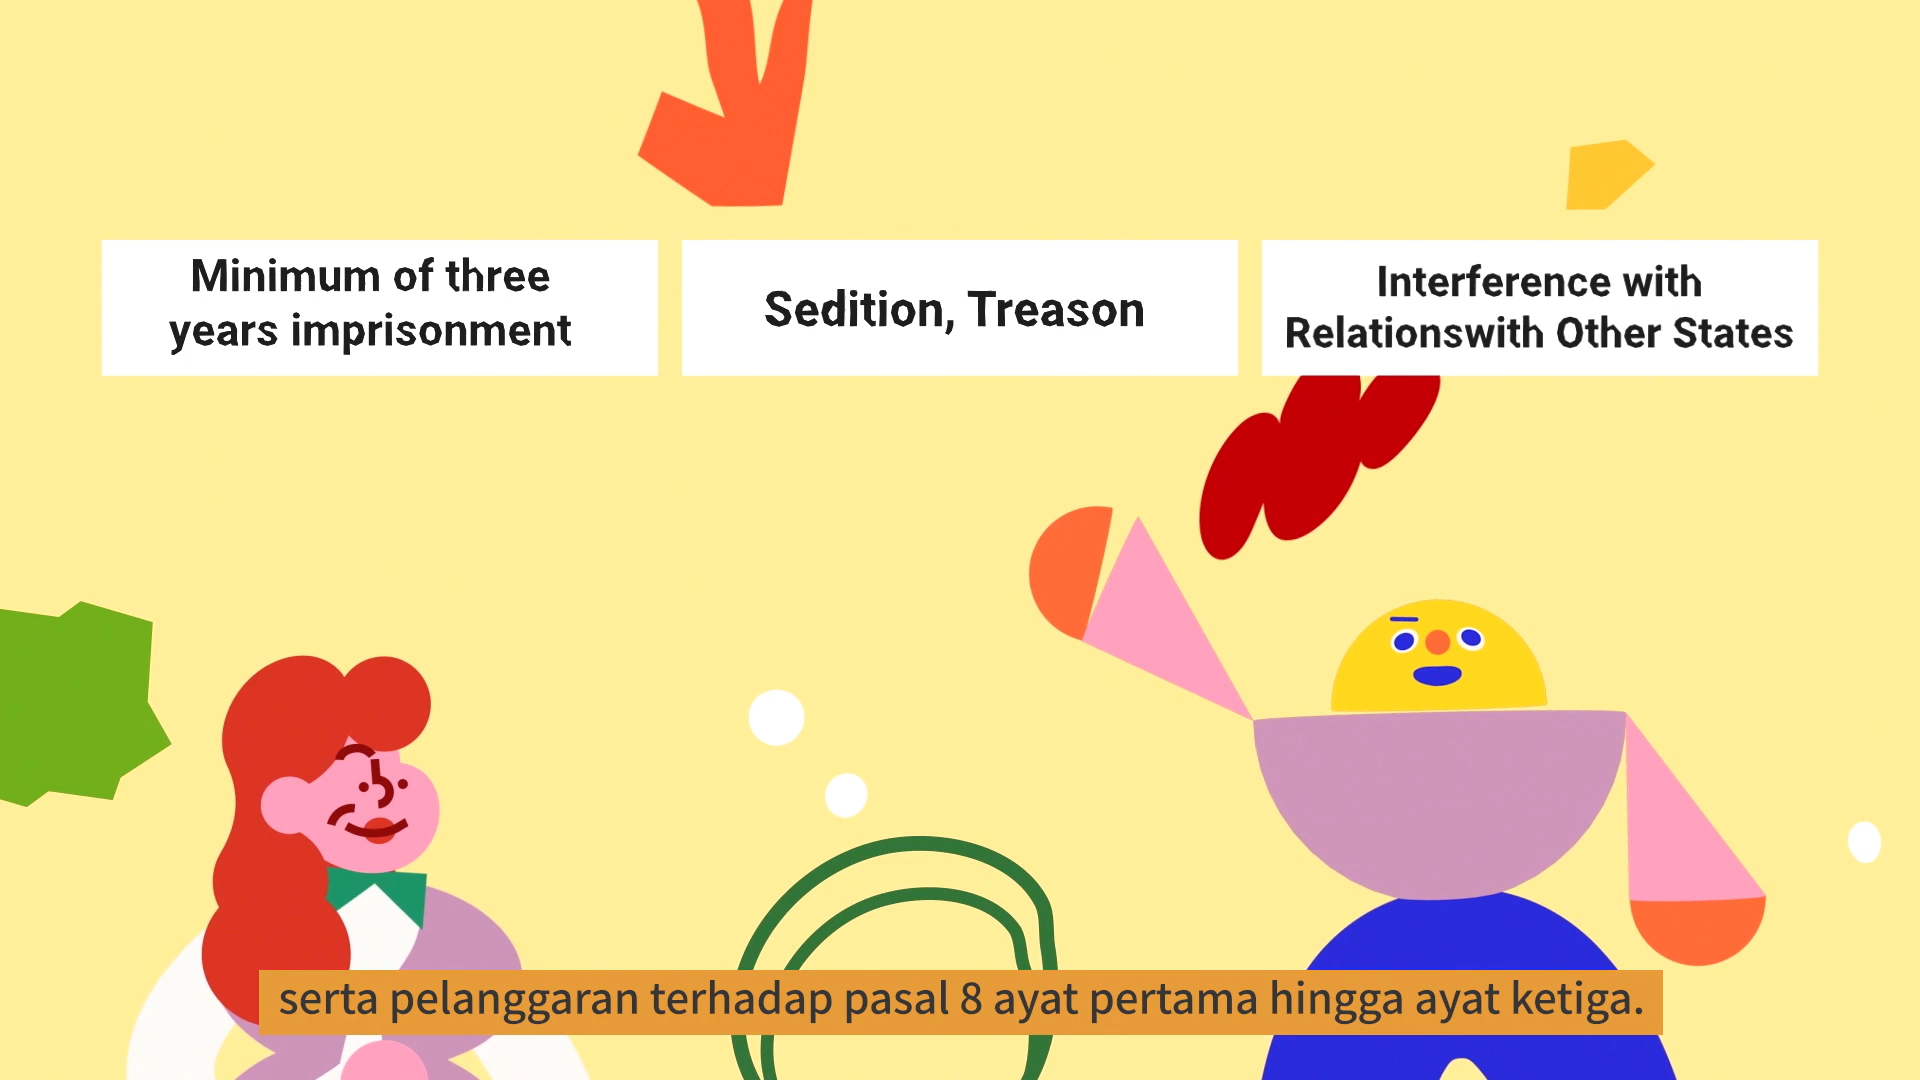 Minimum of three
years imprisonment
Sedition, Treason
Interference with
Relationswith Other States
serta pelanggaran terhadap pasal 8 ayat pertama hingga ayat ketiga.